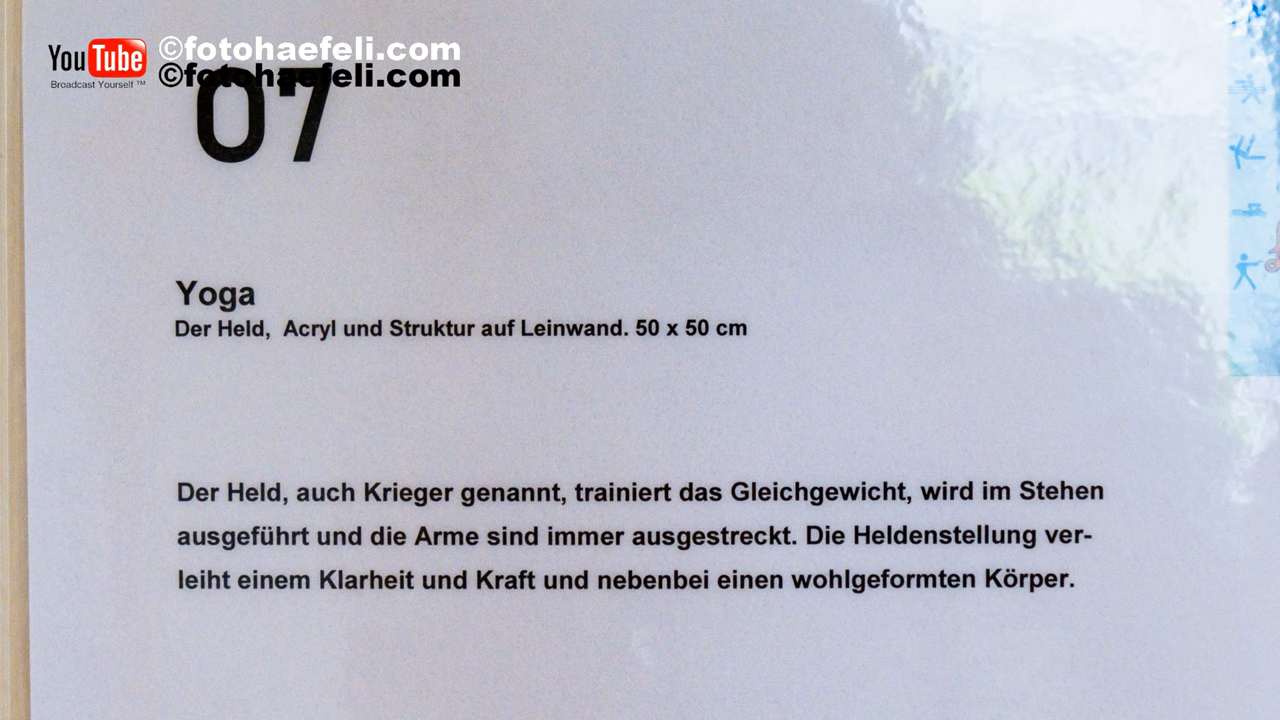 YouTube ©fotohaefeli.com
Broadcast Yourself ™ ©fotohaefeli.com
07
Yoga
Der Held,  Acryl und Struktur auf Leinwand. 50 x 50 cm
Der Held, auch Krieger genannt, trainiert das Gleichgewicht, wird im Stehen
ausgeführt und die Arme sind immer ausgestreckt. Die Heldenstellung ver-
leiht einem Klarheit und Kraft und nebenbei einen wohlgeformten Körper.